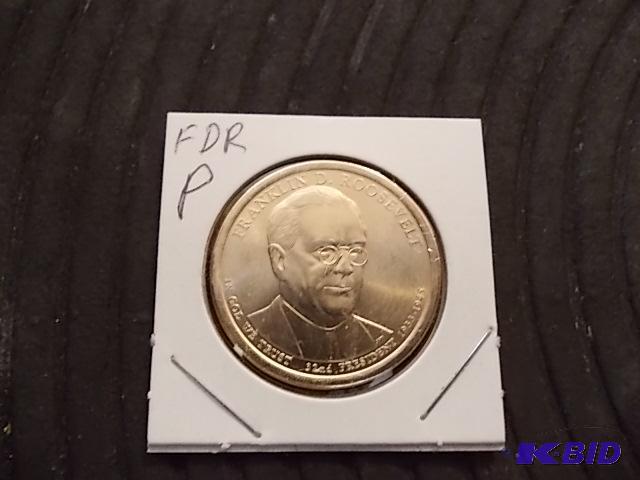 FDR
P
FRANKLIN D. ROOSEVELT
IN GOD WE TRUST 32nd PRESIDENT 1933-1945
K-BID